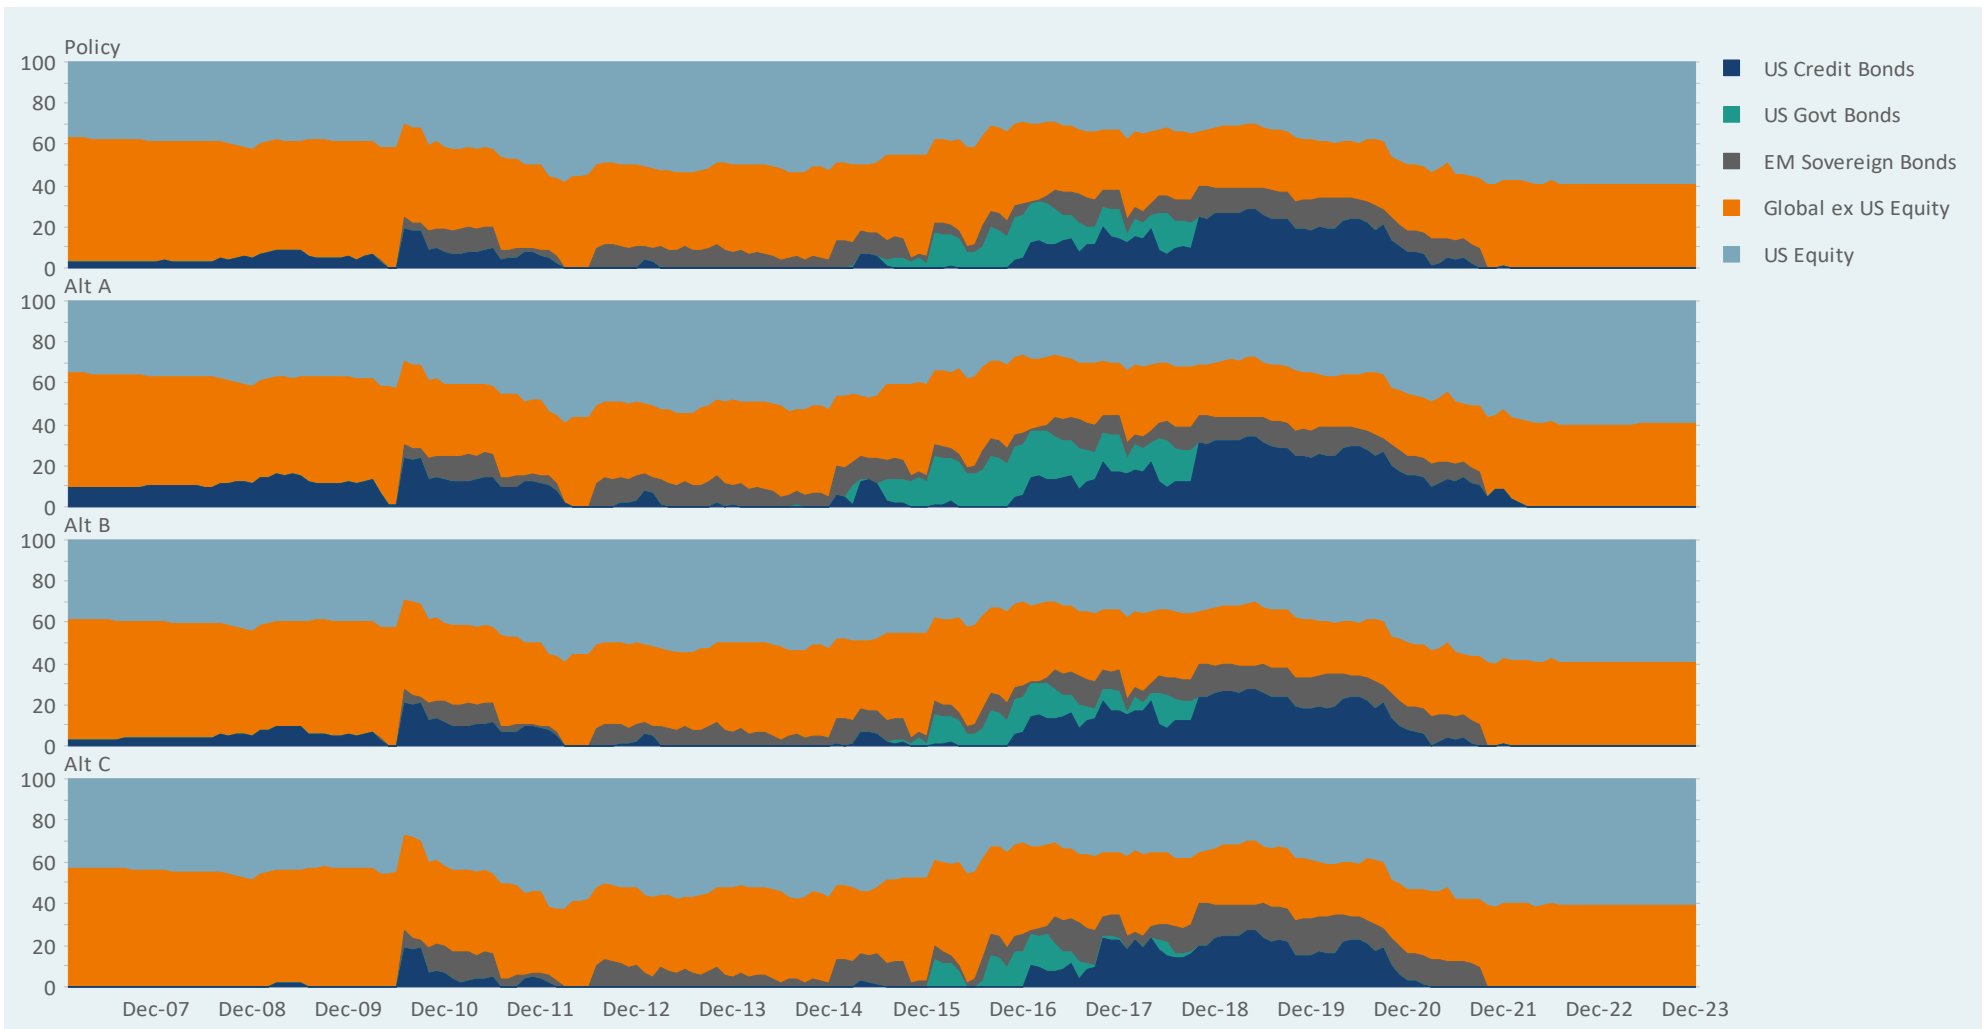 Policy
100
80
60
40
20
0
Alt A
100
80
60
40
20
0
Alt B
100
80
60
40
20
0
Alt C
100
80
60
40
20
0
Dec-07 Dec-08 Dec-09 Dec-10 Dec-11 Dec-12 Dec-13 Dec-14 Dec-15 Dec-16 Dec-17 Dec-18 Dec-19 Dec-20 Dec-21 Dec-22 Dec-23
US Credit Bonds
US Govt Bonds
EM Sovereign Bonds
Global ex US Equity
US Equity